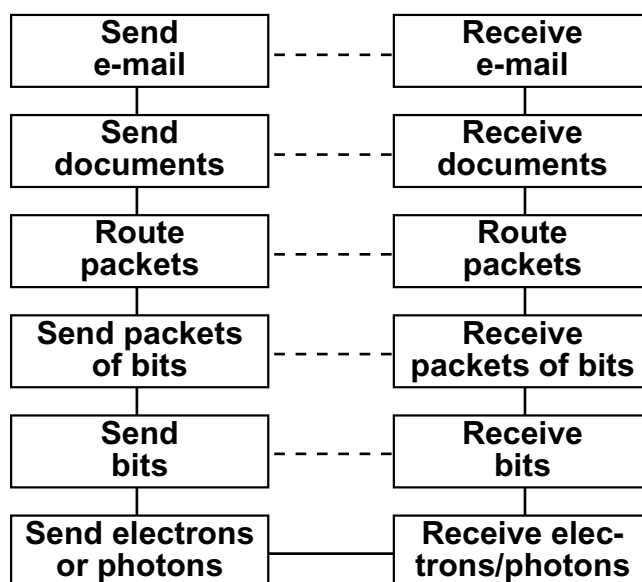 Send
e-mail
Receive
e-mail
Send
documents
Receive
documents
Route
packets
Route
packets
Send packets
of bits
Receive
packets of bits
Send
bits
Receive
bits
Send electrons
or photons
Receive elec-
trons/photons